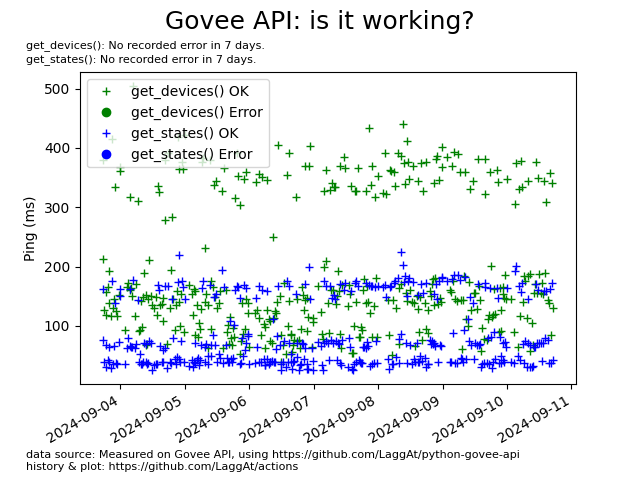 Govee API: is it working?
get_devices(): No recorded error in 7 days.
get_states(): No recorded error in 7 days.
500
400
300
200
100
Ping (ms)
get_devices() OK
get_devices() Error
get_states() OK
get_states() Error
2024-09-04
2024-09-05
2024-09-06
2024-09-07
2024-09-08
2024-09-09
2024-09-10
2024-09-11
data source: Measured on Govee API, using https://github.com/LaggAt/python-govee-api
history & plot: https://github.com/LaggAt/actions